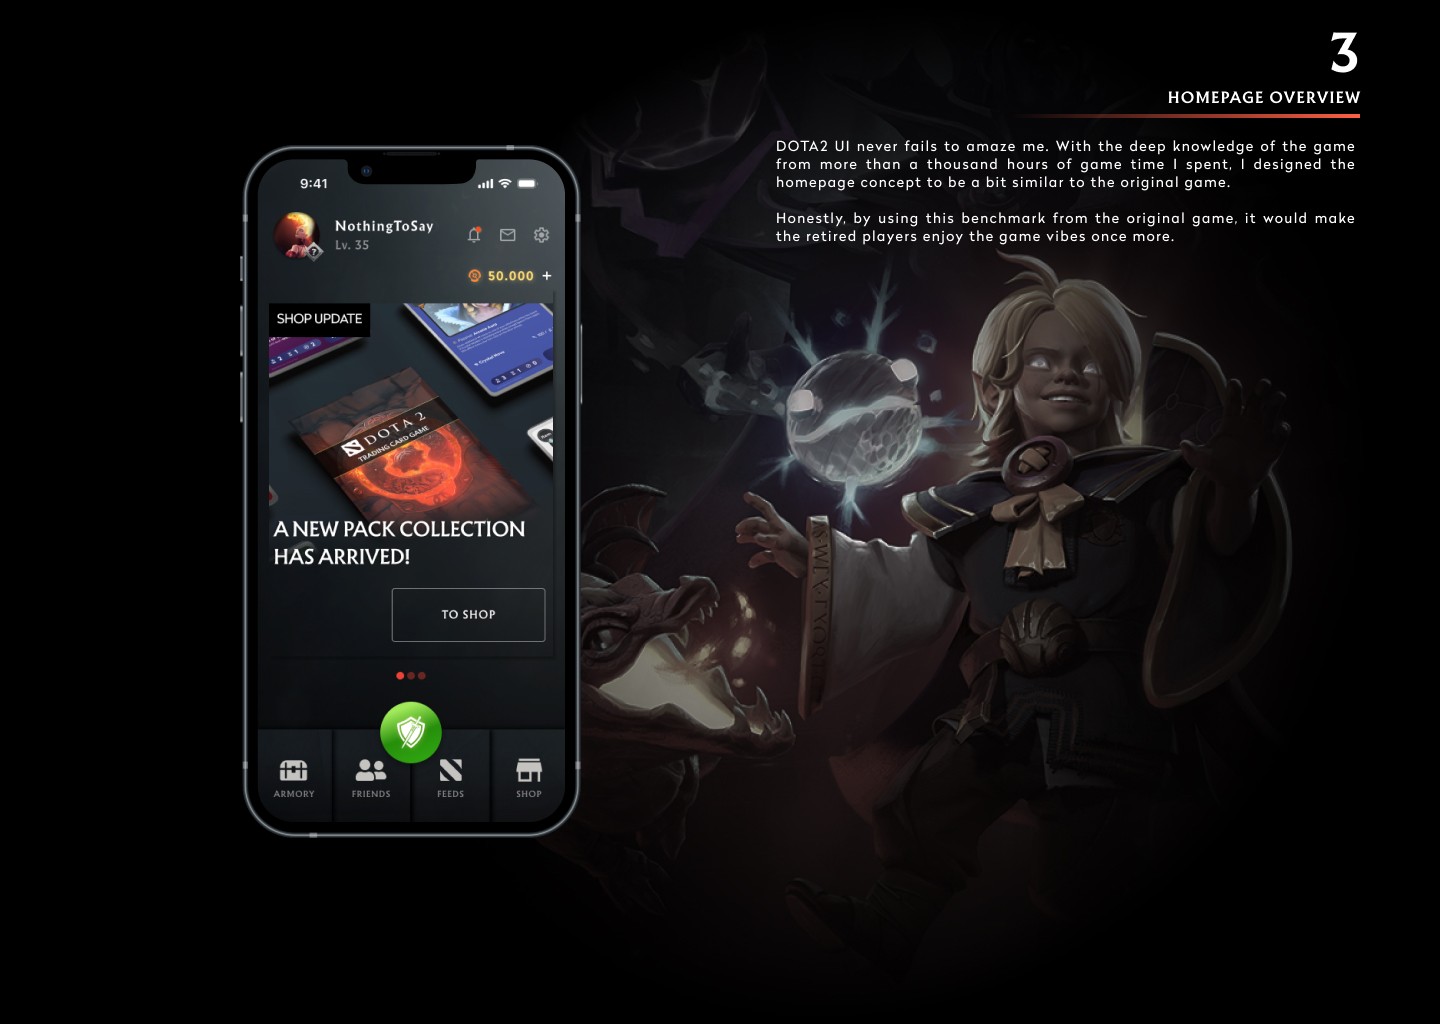 3
HOMEPAGE OVERVIEW
DOTA2 UI never fails to amaze me. With the deep knowledge of the game
from more than a thousand hours of game time I spent, I designed the
homepage concept to be a bit similar to the original game.
Honestly, by using this benchmark from the original game, it would make
the retired players enjoy the game vibes once more.
9:41
NothingToSay
Lv. 35
?
50.000 +
SHOP UPDATE
DOTA 2
TRADING CARD GAME
A NEW PACK COLLECTION
HAS ARRIVED!
TO SHOP
ARMORY
FRIENDS
FEEDS
SHOP